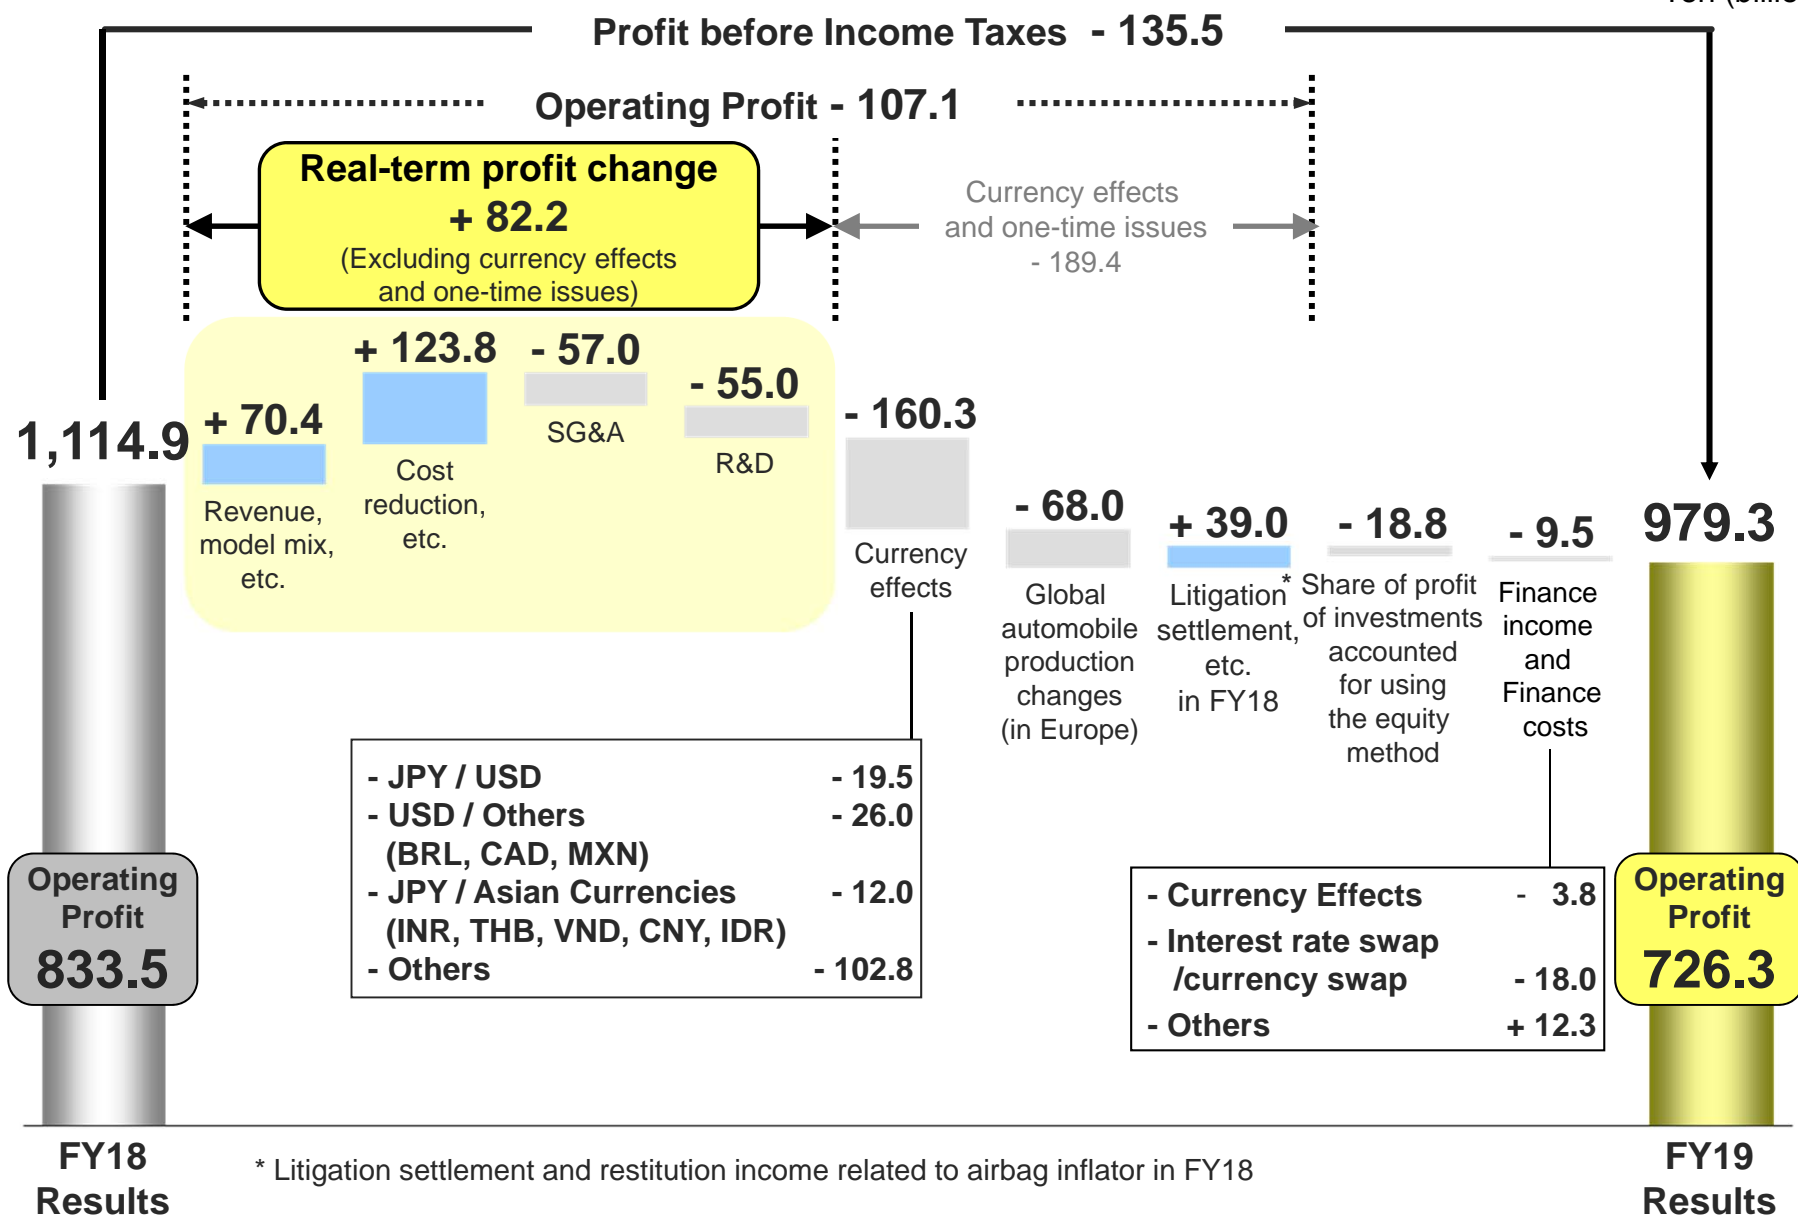 Profit before Income Taxes - 135.5
Operating Profit - 107.1
Real-term profit change
+ 82.2
(Excluding currency effects
and one-time issues)
Currency effects
and one-time issues
- 189.4
1,114.9
+ 70.4
Revenue,
model mix,
etc.
+ 123.8
Cost
reduction,
etc.
- 57.0
SG&A
- 55.0
R&D
- 160.3
Currency
effects
- 68.0
Global
automobile
production
changes
(in Europe)
+ 39.0
Litigation*
settlement,
etc.
in FY18
- 18.8
Share of profit
of investments
accounted
for using
the equity
method
- 9.5
Finance
income
and
Finance
costs
979.3
- JPY / USD - 19.5
- USD / Others - 26.0
(BRL, CAD, MXN)
- JPY / Asian Currencies - 12.0
(INR, THB, VND, CNY, IDR)
- Others - 102.8
- Currency Effects - 3.8
- Interest rate swap
/currency swap - 18.0
- Others + 12.3
Operating
Profit
833.5
Operating
Profit
726.3
FY18
Results
* Litigation settlement and restitution income related to airbag inflator in FY18
FY19
Results